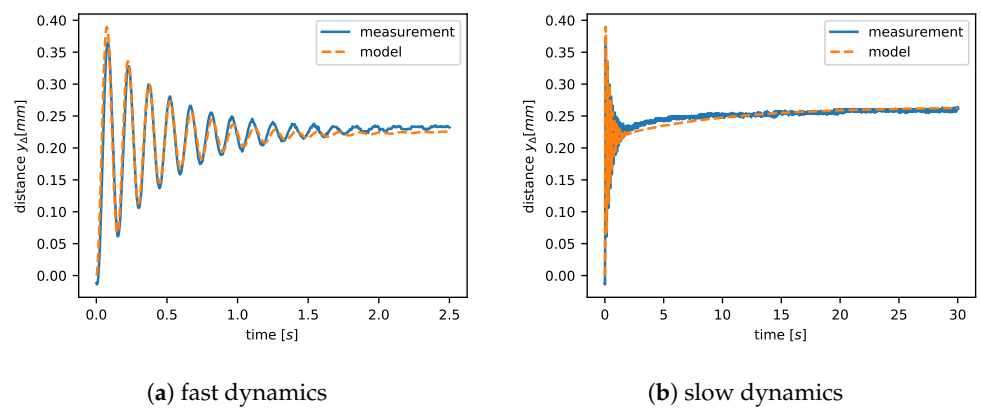 measurement
model
0.40
0.35
0.30
0.25
0.20
0.15
0.10
0.05
0.00
distance y_Δ[mm]
0.0 0.5 1.0 1.5 2.0 2.5
time [s]
(a) fast dynamics
measurement
model
0.40
0.35
0.30
0.25
0.20
0.15
0.10
0.05
0.00
distance y_Δ[mm]
0 5 10 15 20 25 30
time [s]
(b) slow dynamics